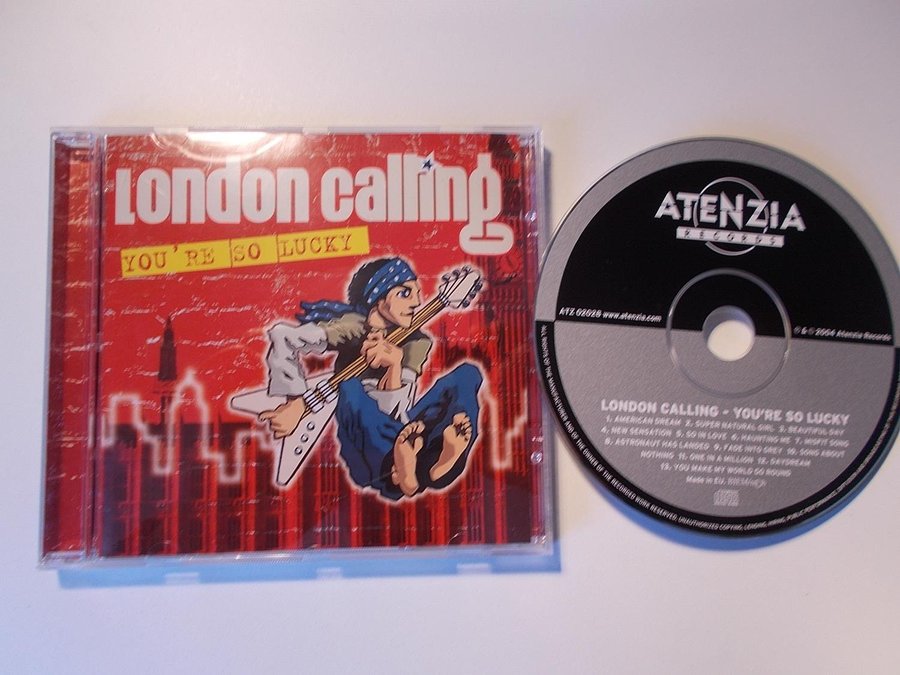 London calling
YOU'RE SO LUCKY
ATENZIA
RECORDS
ATZ 02028 www.atenzia.com
℗ & © 2004 Atenzia Records
LONDON CALLING - YOU'RE SO LUCKY
1. AMERICAN DREAM 2. SUPER NATURAL GIRL 3. BEAUTIFUL DAY
4. NEW SENSATION 5. SO IN LOVE 6. HAUNTING ME 7. MISFIT SONG
8. ASTRONAUT HAS LANDED 9. FADE INTO GREY 10. SONG ABOUT
NOTHING 11. ONE IN A MILLION 12. DAYDREAM
13. YOU MAKE MY WORLD GO ROUND
Made in EU.
ALL RIGHTS OF THE MANUFACTURER AND OF THE OWNER OF THE RECORDED WORK RESERVED. UNAUTHORIZED COPYING, LENDING, HIRING, PUBLIC PERFORMANCE,